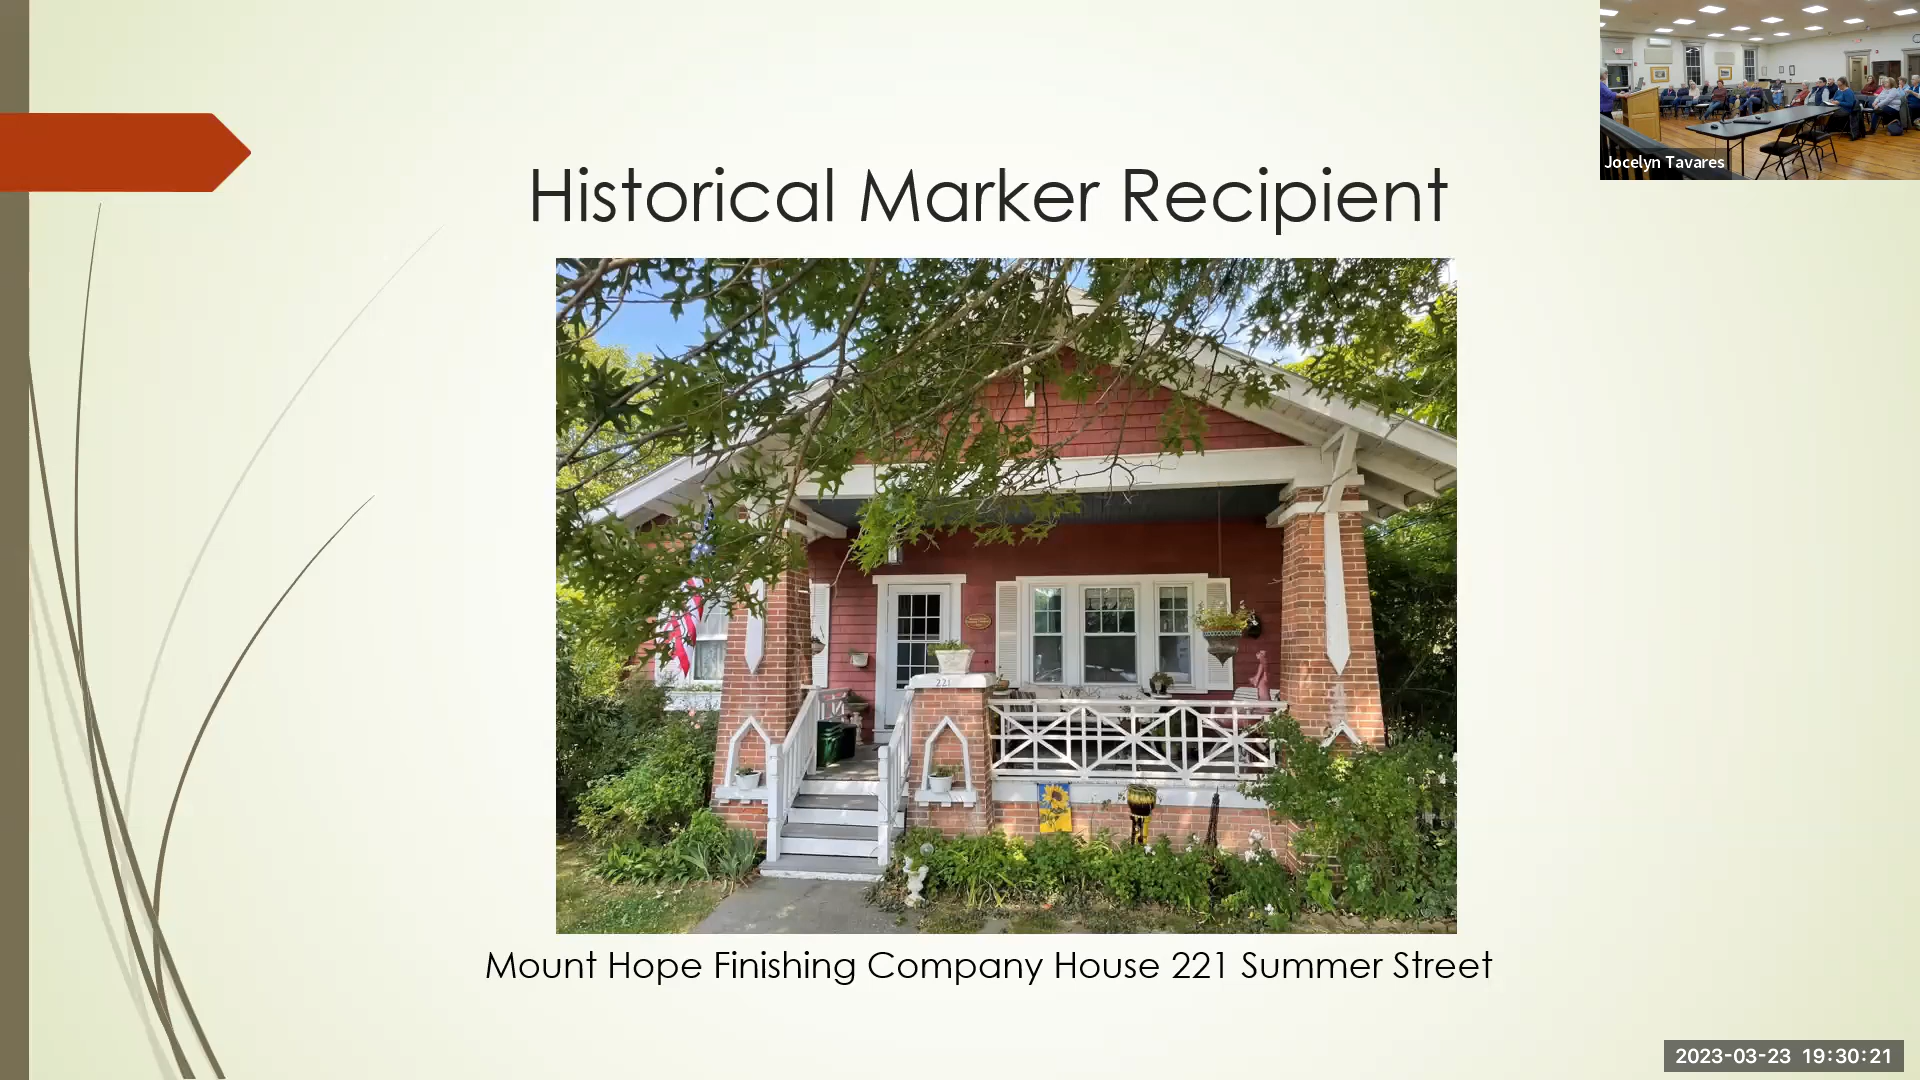 Jocelyn Tavares
Historical Marker Recipient
221
Mount Hope Finishing Company House 221 Summer Street
2023-03-23 19:30:21